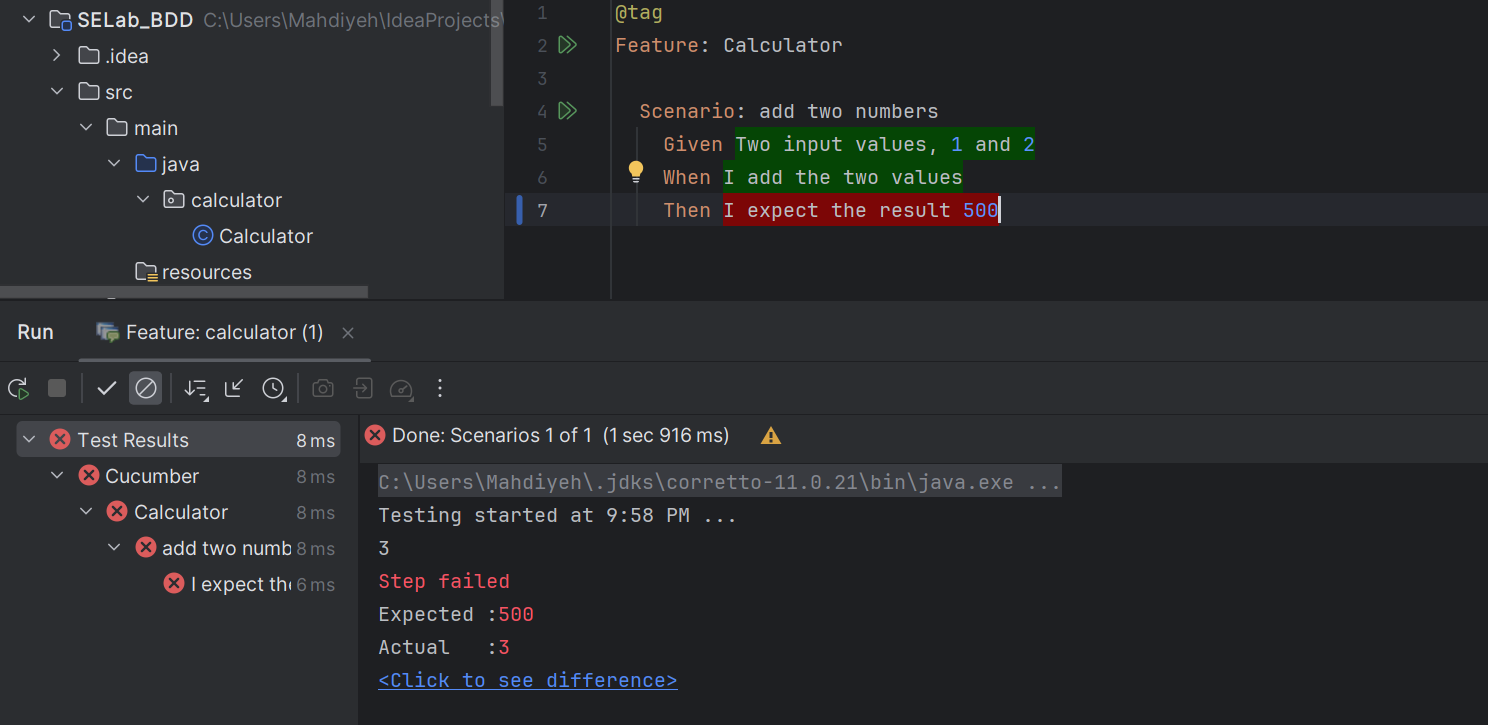 SELab_BDD C:\Users\Mahdiyeh\IdeaProjects\
.idea
src
main
java
calculator
Calculator
resources
1 @tag
2 Feature: Calculator
3
4 Scenario: add two numbers
5 Given Two input values, 1 and 2
6 When I add the two values
7 Then I expect the result 500
Run Feature: calculator (1)
Test Results 8 ms
Cucumber 8 ms
Calculator 8 ms
add two numb 8 ms
I expect the 6 ms
Done: Scenarios 1 of 1 (1 sec 916 ms)
C:\Users\Mahdiyeh\.jdks\corretto-11.0.21\bin\java.exe ...
Testing started at 9:58 PM ...
3
Step failed
Expected :500
Actual :3
<Click to see difference>